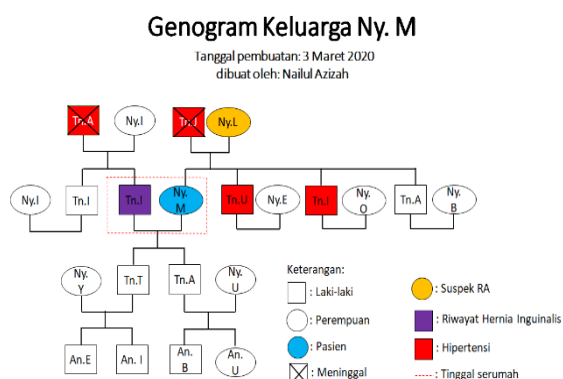 Genogram Keluarga Ny. M
Tanggal pembuatan: 3 Maret 2020
dibuat oleh: Nailul Azizah
Tn.A
Ny.I
Tn.J
Ny.L
Ny.I
Tn.I
Tn.I
Ny.
M
Tn.U
Ny.E
Tn.I
Ny.
O
Tn.A
Ny.
B
Ny.
Y
Tn.T
Tn.A
Ny.
U
An.E
An. I
An.
B
An.
U
Keterangan:
: Laki-laki
: Perempuan
: Pasien
: Meninggal
: Suspek RA
: Riwayat Hernia Inguinalis
: Hipertensi
: Tinggal serumah